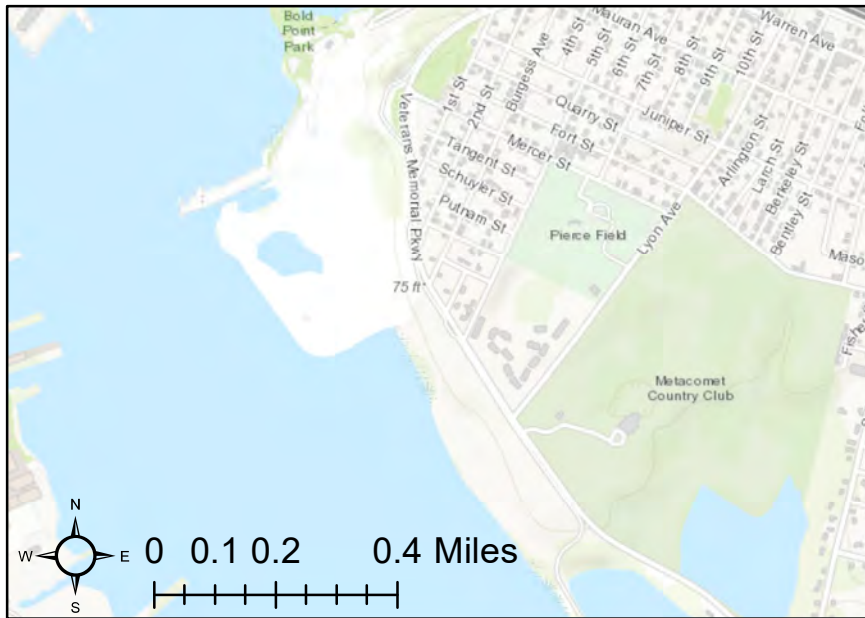 Bold
Point
Park
Mauran Ave
Warren Ave
4th St
5th St
6th St
7th St
8th St
9th St
10th St
Burgess Ave
1st St
2nd St
Quarry St
Juniper St
Fort St
Mercer St
Tangent St
Schuyler St
Putnam St
Veterans Memorial Pkwy
Arlington St
Larch St
Berkeley St
Bentley St
Lyon Ave
Pierce Field
Maso
75 ft
Fish
Metacomet
Country Club
N
W
E
S
0 0.1 0.2 0.4 Miles